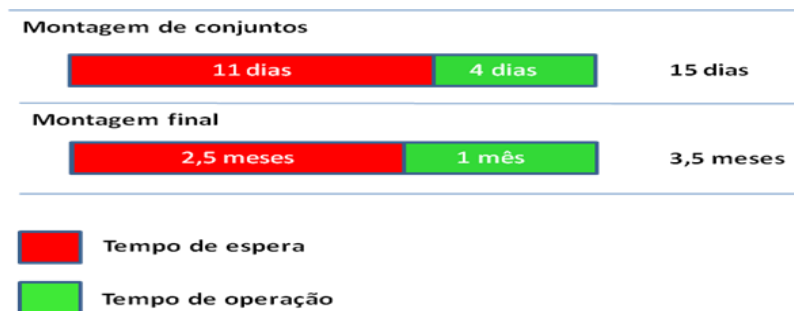 Montagem de conjuntos
11 dias 4 dias 15 dias
Montagem final
2,5 meses 1 mês 3,5 meses
Tempo de espera
Tempo de operação